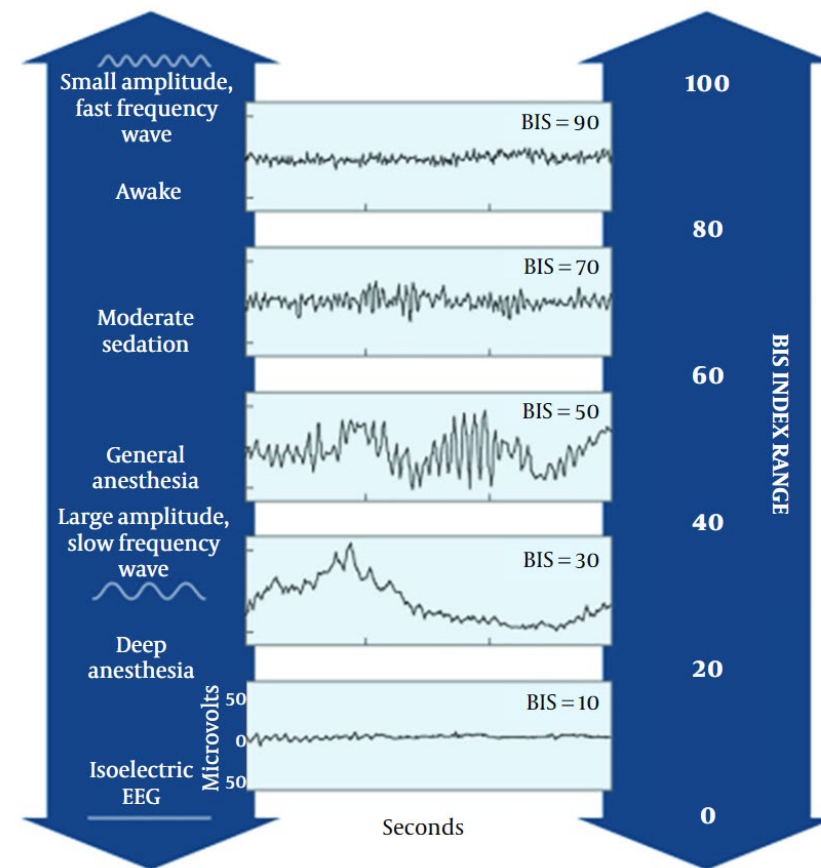 Small amplitude,
fast frequency
wave
Awake
Moderate
sedation
General
anesthesia
Large amplitude,
slow frequency
wave
Deep
anesthesia
Isoelectric
EEG
BIS = 90
BIS = 70
BIS = 50
BIS = 30
BIS = 10
Microvolts
50
0
50
Seconds
100
80
60
40
20
0
BIS INDEX RANGE